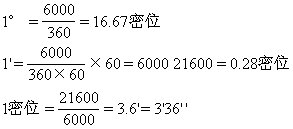 1° = 6000/360 = 16.67密位
1' = 6000/(360×60) × 60 = 6000 21600 = 0.28密位
1密位 = 21600/6000 = 3.6' = 3'36''